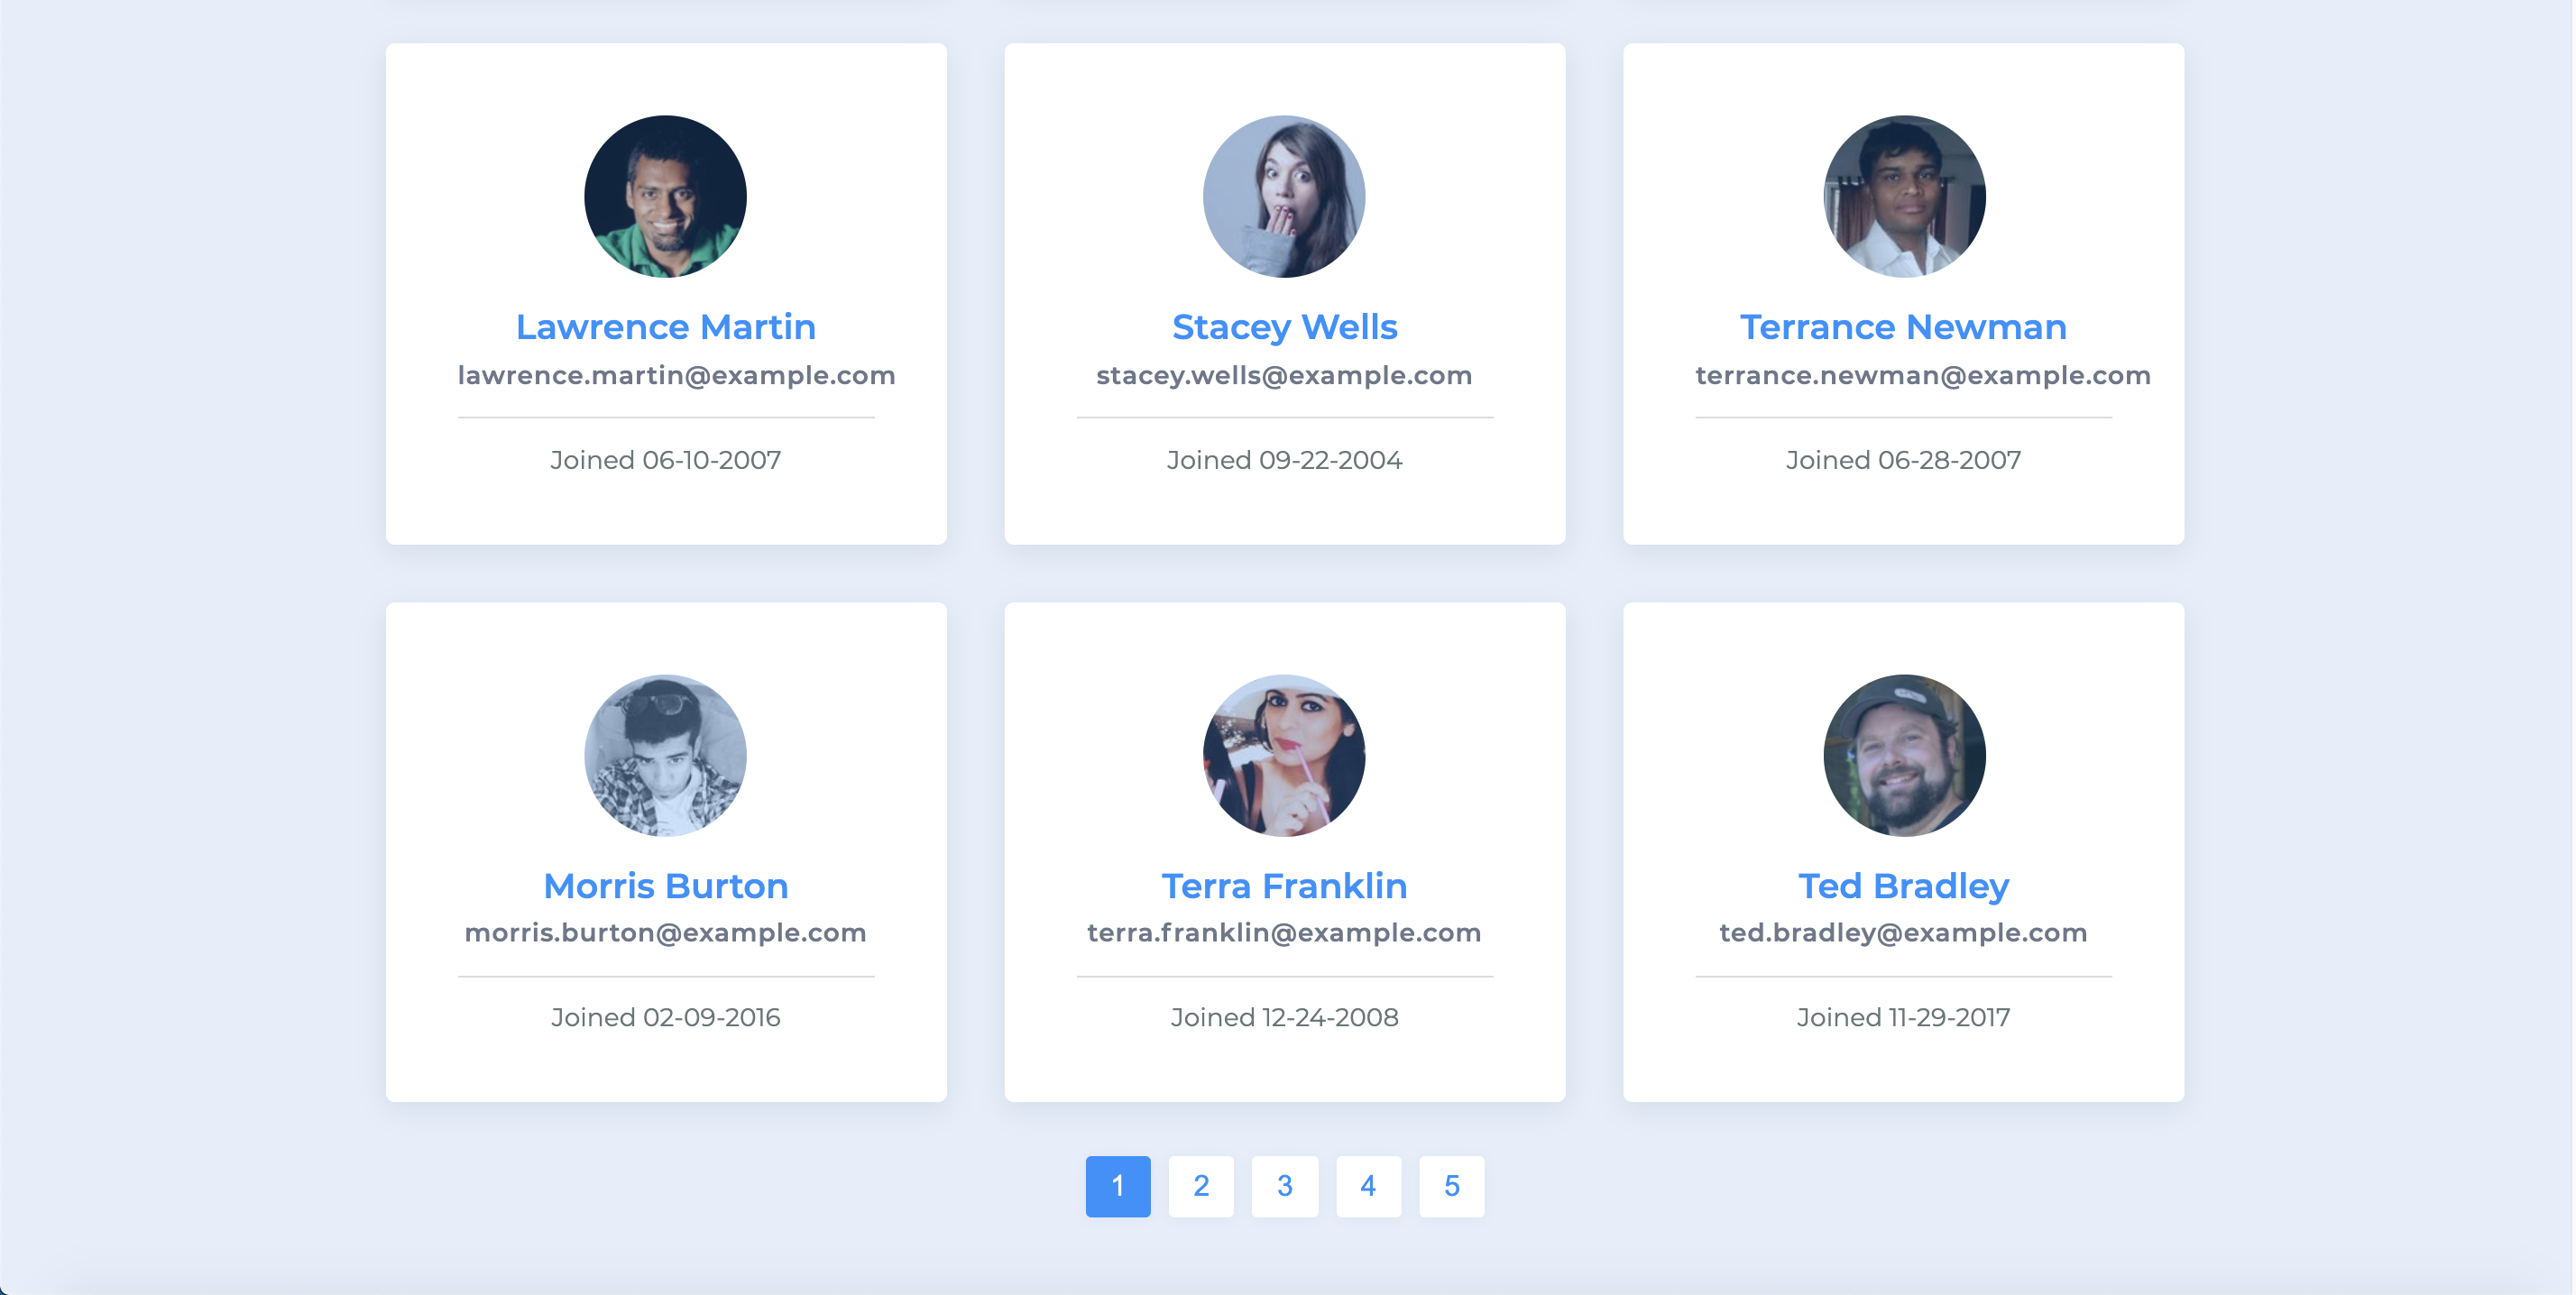 Lawrence Martin
lawrence.martin@example.com
Joined 06-10-2007
Stacey Wells
stacey.wells@example.com
Joined 09-22-2004
Terrance Newman
terrance.newman@example.com
Joined 06-28-2007
Morris Burton
morris.burton@example.com
Joined 02-09-2016
Terra Franklin
terra.franklin@example.com
Joined 12-24-2008
Ted Bradley
ted.bradley@example.com
Joined 11-29-2017
1 2 3 4 5